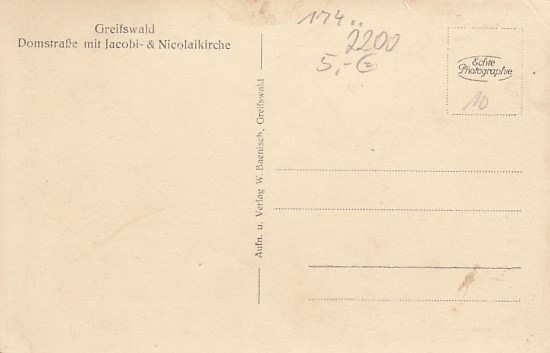 Greifswald
Domstraße mit Jacobi- & Nicolaikirche
174..
2200
5,-€
Echte
Photographie
10
Aufn. u. Verlag W. Baenisch, Greifswald